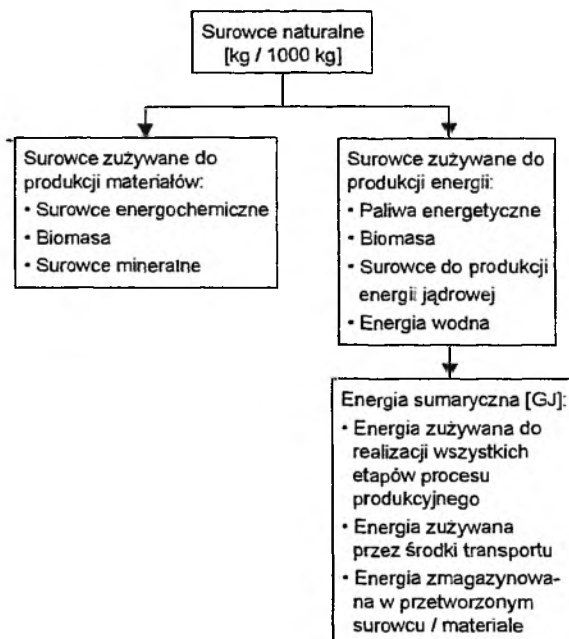 Surowce naturalne
[kg / 1000 kg]
Surowce zużywane do
produkcji materiałów:
• Surowce energochemiczne
• Biomasa
• Surowce mineralne
Surowce zużywane do
produkcji energii:
• Paliwa energetyczne
• Biomasa
• Surowce do produkcji
energii jądrowej
• Energia wodna
Energia sumaryczna [GJ]:
• Energia zużywana do
realizacji wszystkich
etapów procesu
produkcyjnego
• Energia zużywana
przez środki transportu
• Energia zmagazynowa-
na w przetworzonym
surowcu / materiale